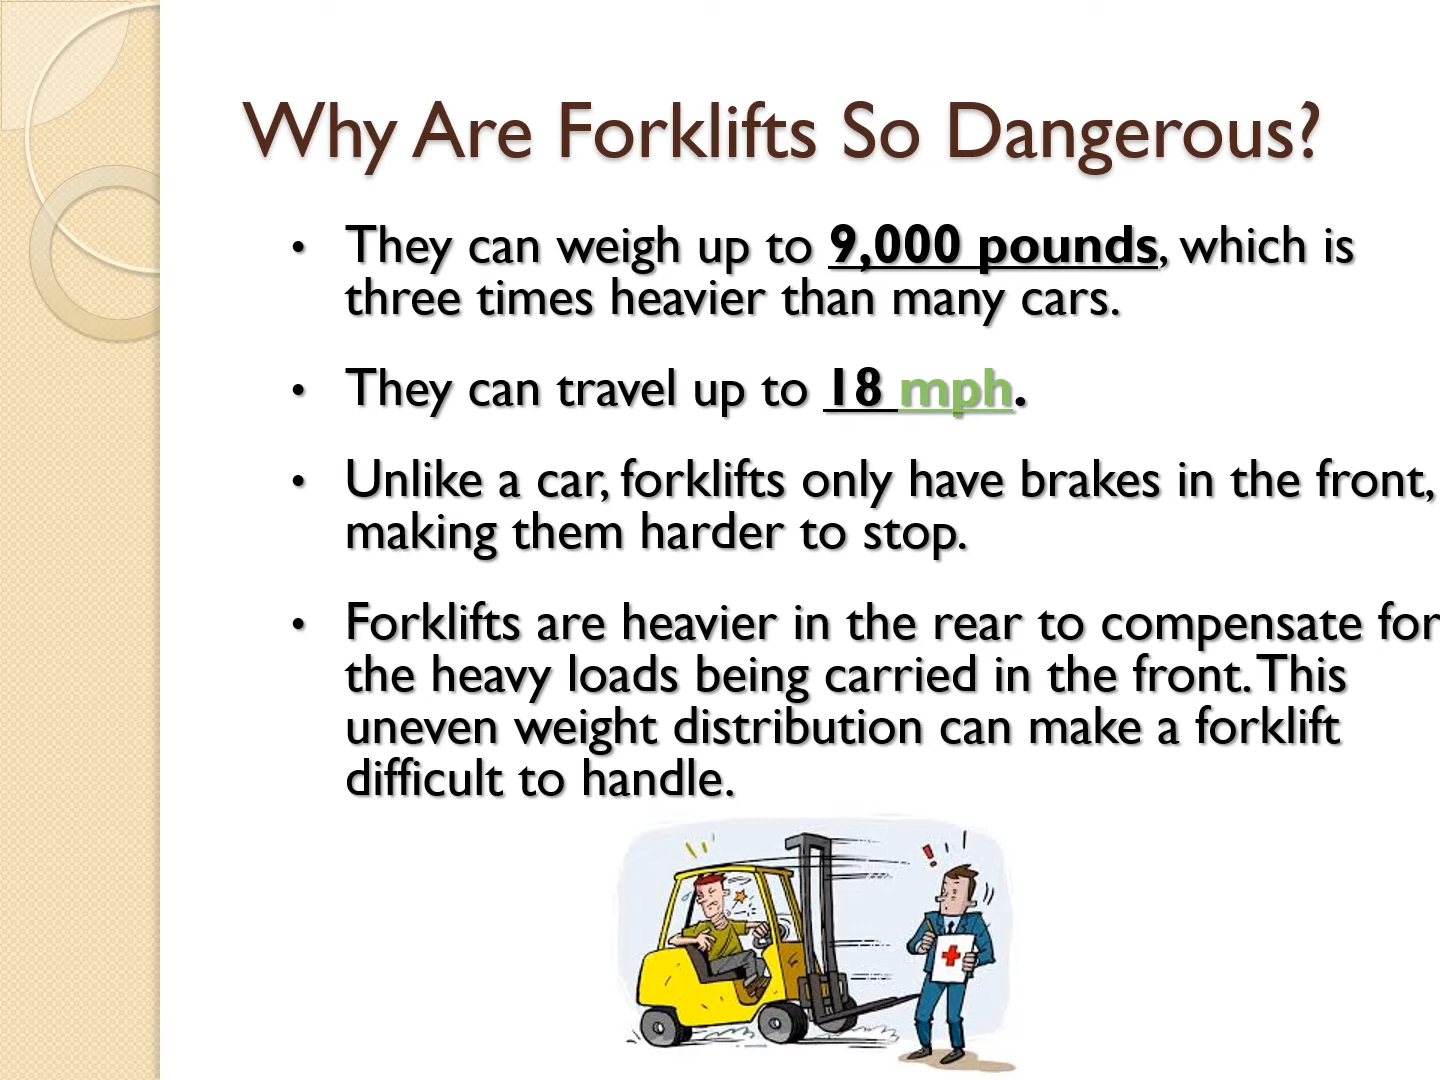 Why Are Forklifts So Dangerous?
• They can weigh up to 9,000 pounds, which is
three times heavier than many cars.
• They can travel up to 18 mph.
• Unlike a car, forklifts only have brakes in the front,
making them harder to stop.
• Forklifts are heavier in the rear to compensate for
the heavy loads being carried in the front. This
uneven weight distribution can make a forklift
difficult to handle.
!